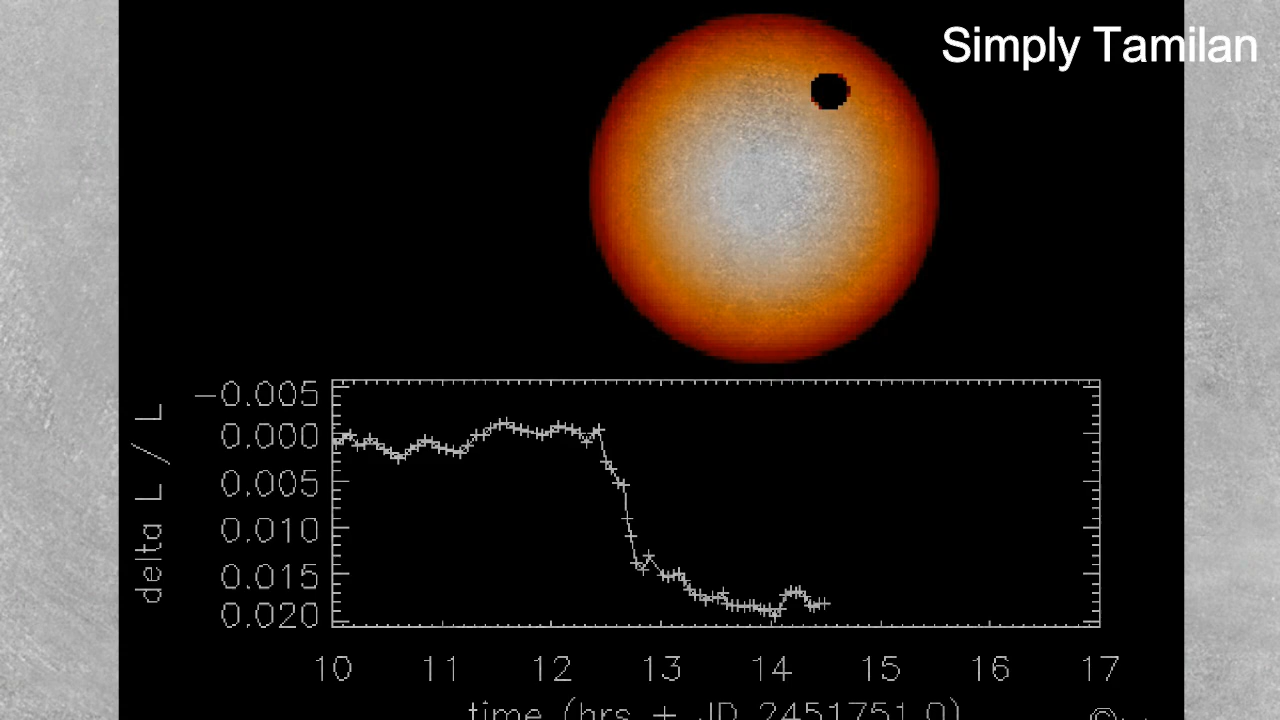 Simply Tamilan
delta L / L
−0.005
0.000
0.005
0.010
0.015
0.020
10 11 12 13 14 15 16 17
time (hrs + JD 2451751.0)
©